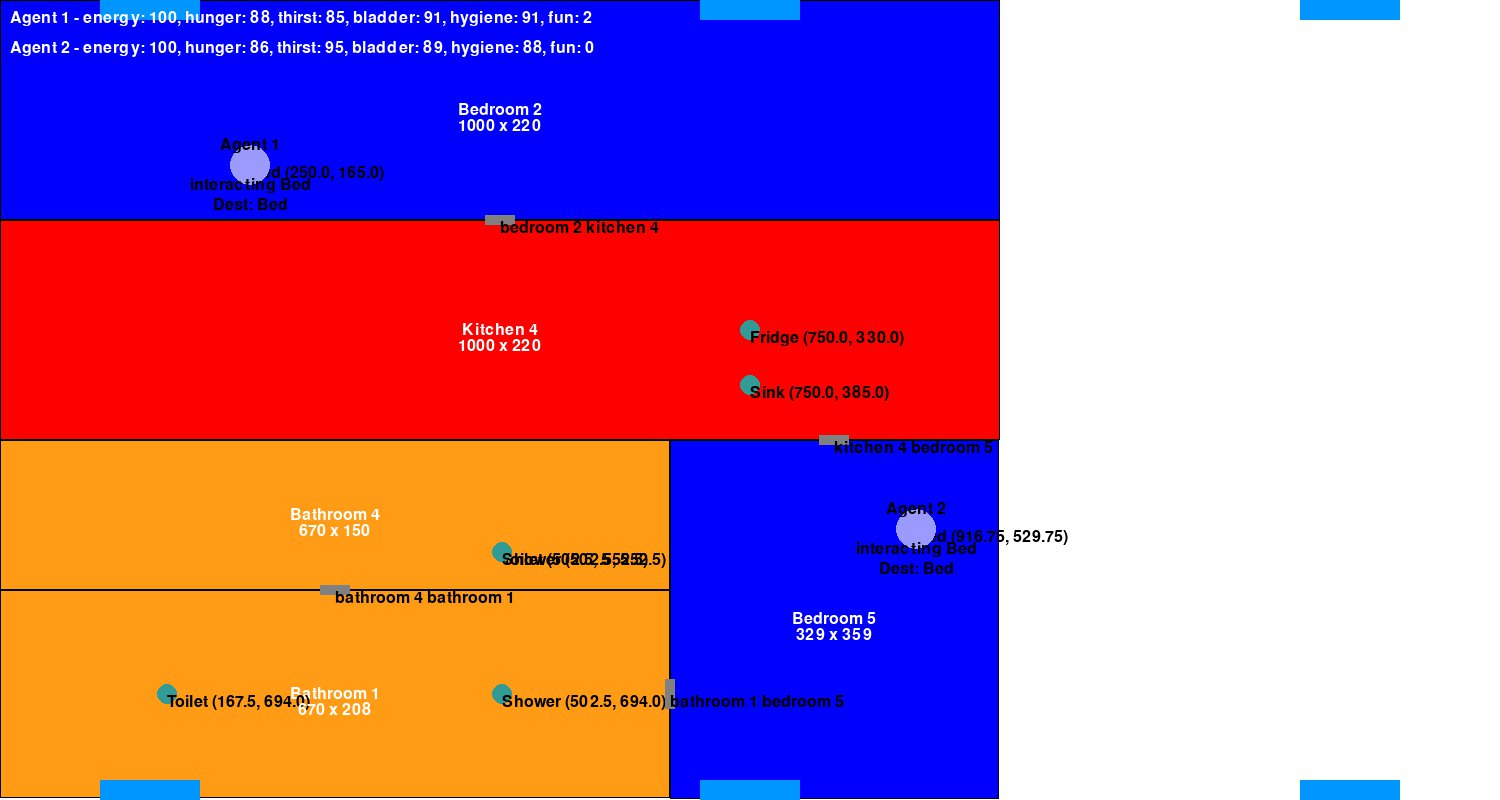 Agent 1 - energy: 100, hunger: 88, thirst: 85, bladder: 91, hygiene: 91, fun: 2
Agent 2 - energy: 100, hunger: 86, thirst: 95, bladder: 89, hygiene: 88, fun: 0
Bedroom 2
1000 x 220
Agent 1
(250.0, 165.0)
interacting Bed
Dest: Bed
bedroom 2 kitchen 4
Kitchen 4
1000 x 220
Fridge (750.0, 330.0)
Sink (750.0, 385.0)
kitchen 4 bedroom 5
Bathroom 4
670 x 150
Agent 2
(916.75, 529.75)
interacting Bed
Dest: Bed
bathroom 4 bathroom 1
Bedroom 5
329 x 359
Toilet (167.5, 694.0)
Bathroom 1
670 x 208
Shower (502.5, 694.0)
bathroom 1 bedroom 5